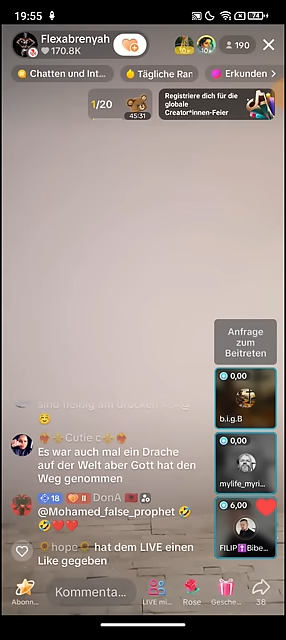 19:55
74
Flexabrenyah
170.8K
190
Chatten und Int...
Tägliche Ran
Erkunden >
1/20
45:31
Registriere dich für die
globale
Creator*innen-Feier
Anfrage
zum
Beitreten
0,00
b.i.g.B
0,00
mylife_myri...
6,00
FILIP✝️Bibe...
Cutie c
Es war auch mal ein Drache
auf der Welt aber Gott hat den
Weg genommen
18 II DonA
@Mohamed_false_prophet 🤣
🤣❤️❤️
🌻hope🌻 hat dem LIVE einen
Like gegeben
Abonn...
Kommenta...
LIVE mi...
Rose
Gesche...
38